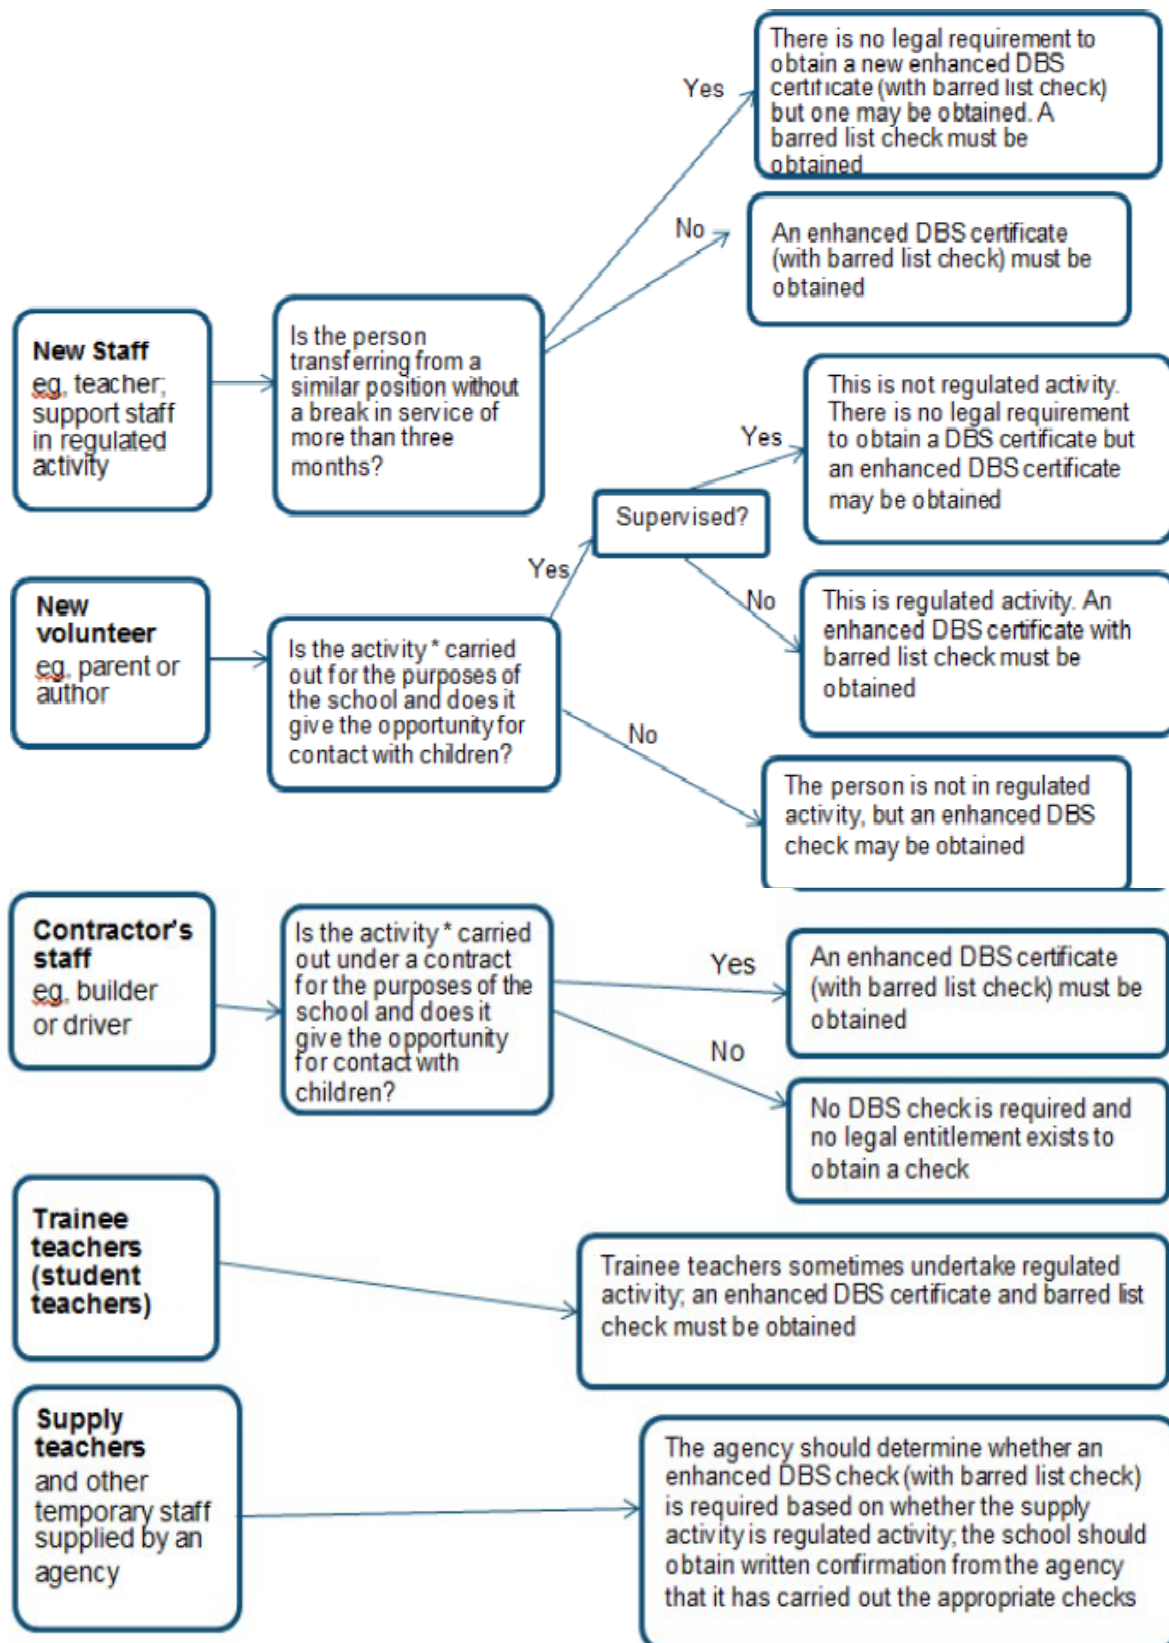 New Staff
eg, teacher;
support staff
in regulated
activity
Is the person
transferring from a
similar position without
a break in service of
more than three
months?
Yes
There is no legal requirement to
obtain a new enhanced DBS
certificate (with barred list check)
but one may be obtained. A
barred list check must be
obtained
No
An enhanced DBS certificate
(with barred list check) must be
obtained
New
volunteer
eg. parent or
author
Is the activity * carried
out for the purposes of
the school and does it
give the opportunity for
contact with children?
Yes
Supervised?
Yes
This is not regulated activity.
There is no legal requirement
to obtain a DBS certificate but
an enhanced DBS certificate
may be obtained
No
This is regulated activity. An
enhanced DBS certificate with
barred list check must be
obtained
No
The person is not in regulated
activity, but an enhanced DBS
check may be obtained
Contractor's
staff
eg. builder
or driver
Is the activity * carried
out under a contract
for the purposes of the
school and does it
give the opportunity
for contact with
children?
Yes
An enhanced DBS certificate
(with barred list check) must be
obtained
No
No DBS check is required and
no legal entitlement exists to
obtain a check
Trainee
teachers
(student
teachers)
Trainee teachers sometimes undertake regulated
activity; an enhanced DBS certificate and barred list
check must be obtained
Supply
teachers
and other
temporary staff
supplied by an
agency
The agency should determine whether an
enhanced DBS check (with barred list check)
is required based on whether the supply
activity is regulated activity; the school should
obtain written confirmation from the agency
that it has carried out the appropriate checks